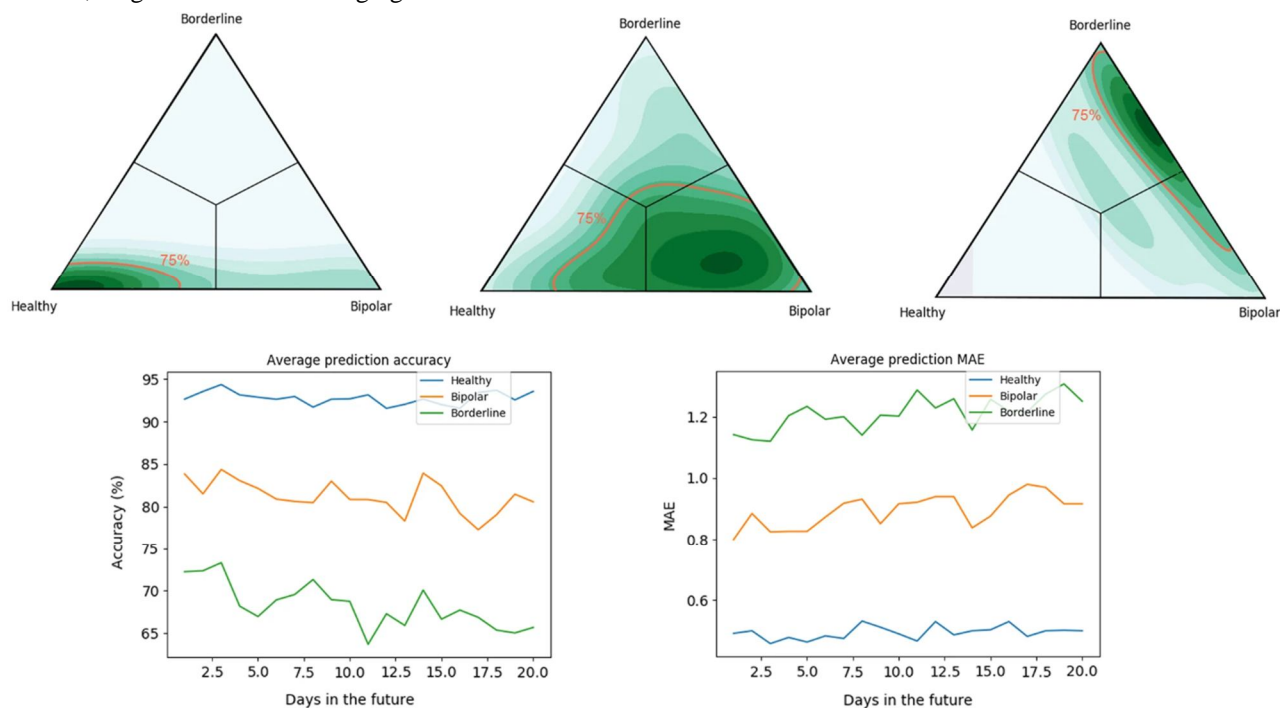 Borderline
75%
Healthy
Bipolar
Borderline
75%
Healthy
Bipolar
Borderline
75%
Healthy
Bipolar
Average prediction accuracy
Healthy
Bipolar
Borderline
Accuracy (%)
95
90
85
80
75
70
65
2.5 5.0 7.5 10.0 12.5 15.0 17.5 20.0
Days in the future
Average prediction MAE
Healthy
Bipolar
Borderline
MAE
1.2
1.0
0.8
0.6
2.5 5.0 7.5 10.0 12.5 15.0 17.5 20.0
Days in the future